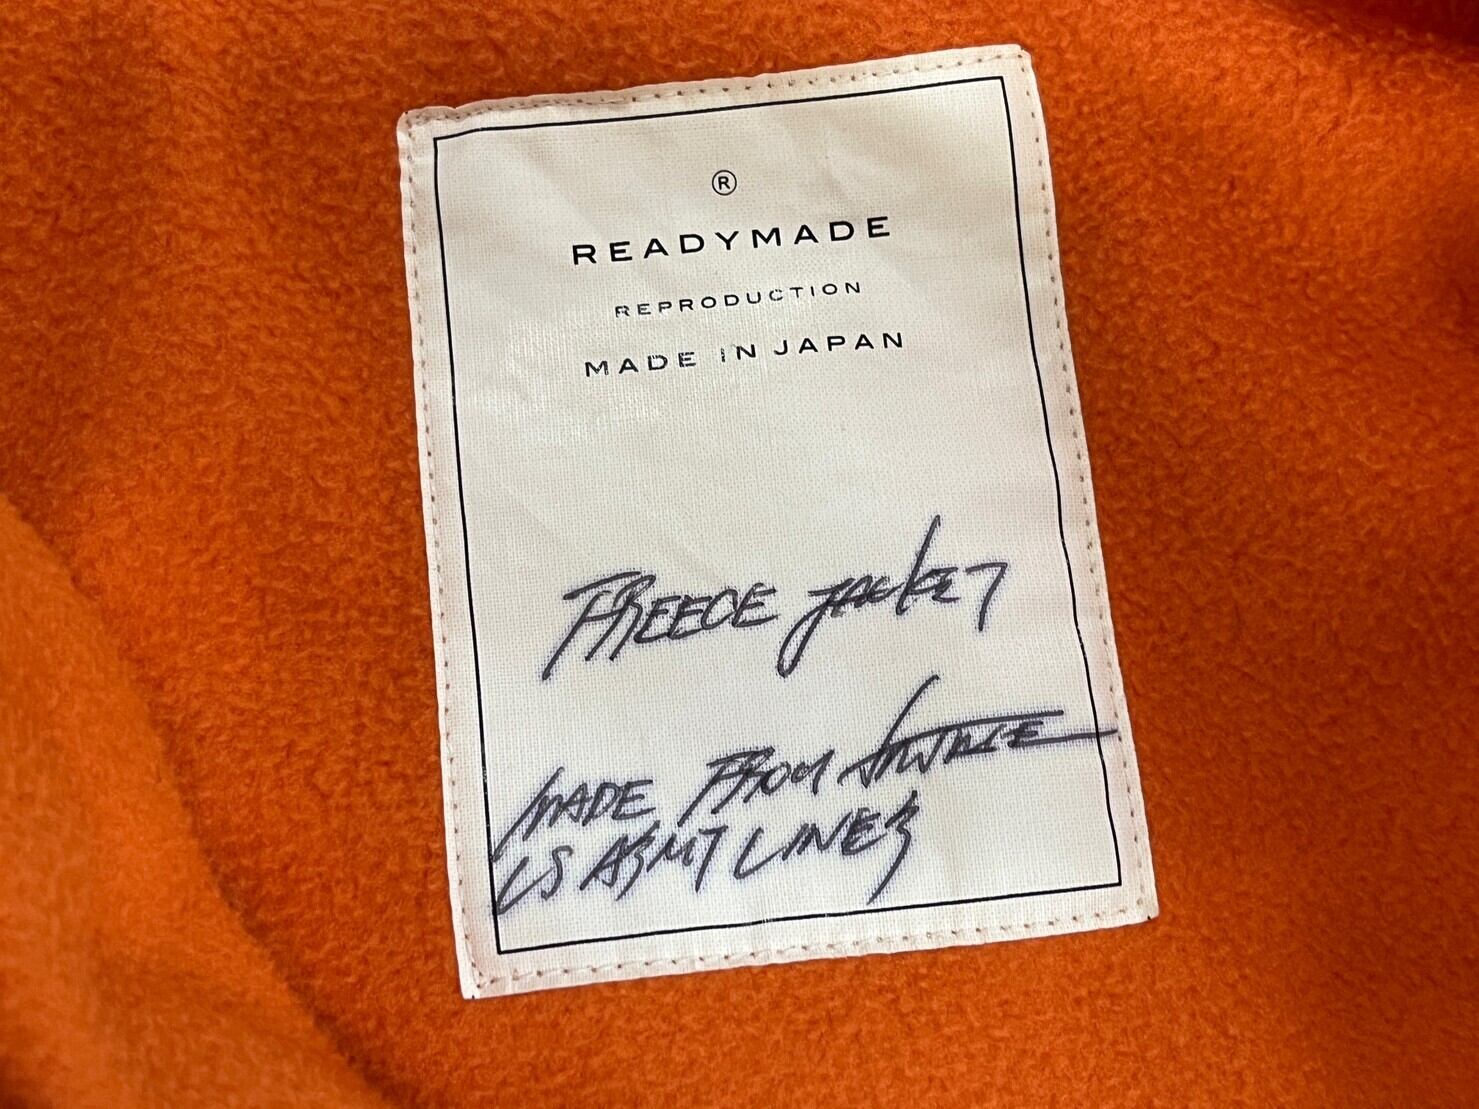 ®
READYMADE
REPRODUCTION
MADE IN JAPAN
FREECE JACKET
MADE FROM VINTAGE
US ARMY LINER